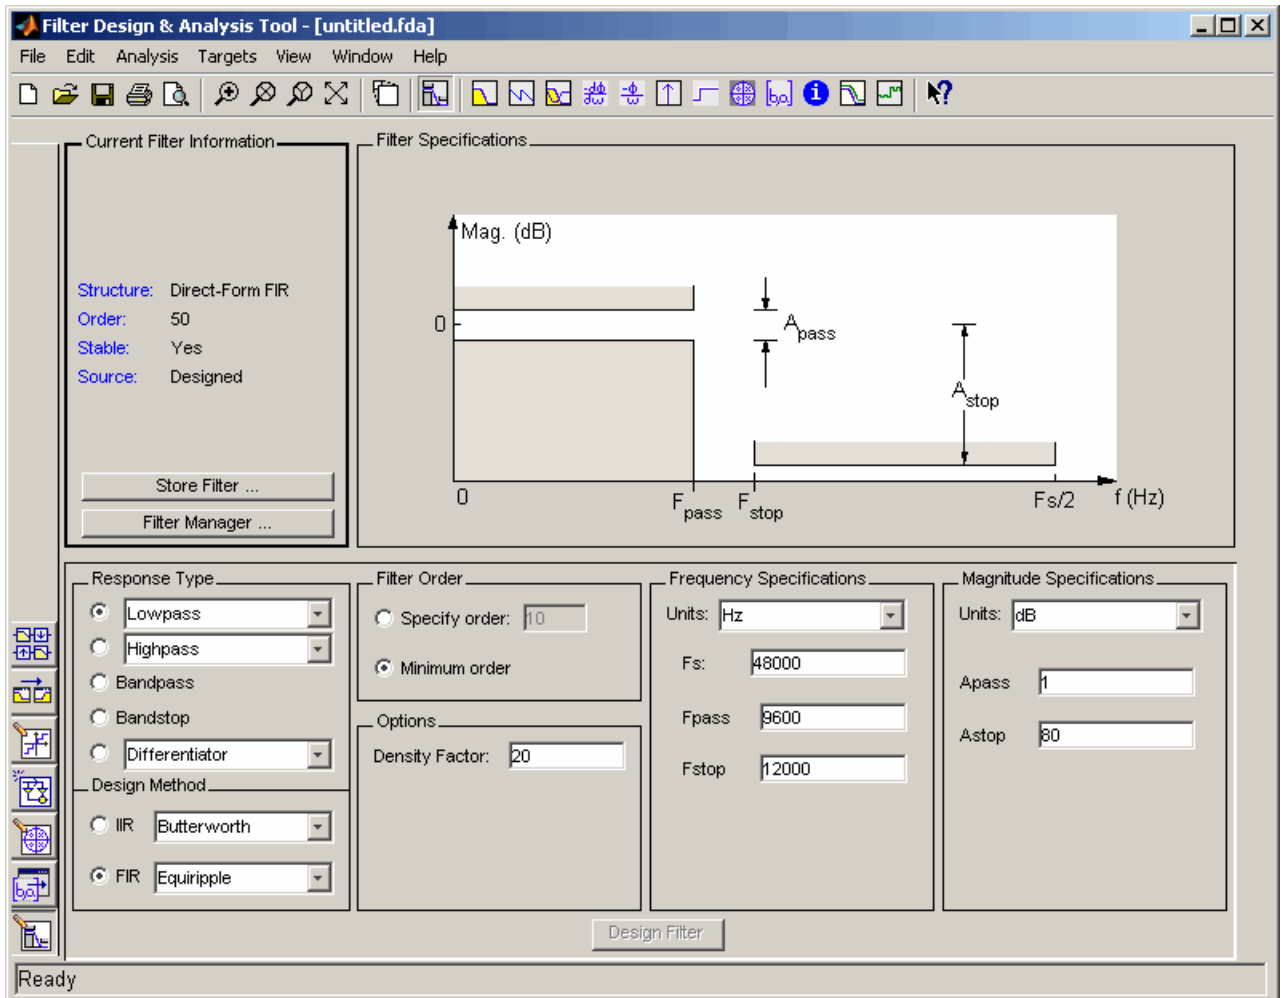 Filter Design & Analysis Tool - [untitled.fda]
File Edit Analysis Targets View Window Help
Current Filter Information
Structure: Direct-Form FIR
Order: 50
Stable: Yes
Source: Designed
Store Filter ...
Filter Manager ...
Filter Specifications
Mag. (dB)
0
Apass
Astop
0 Fpass Fstop Fs/2 f (Hz)
Response Type
Lowpass
Highpass
Bandpass
Bandstop
Differentiator
Design Method
IIR Butterworth
FIR Equiripple
Filter Order
Specify order: 10
Minimum order
Options
Density Factor: 20
Frequency Specifications
Units: Hz
Fs: 48000
Fpass 9600
Fstop 12000
Magnitude Specifications
Units: dB
Apass 1
Astop 80
Design Filter
Ready